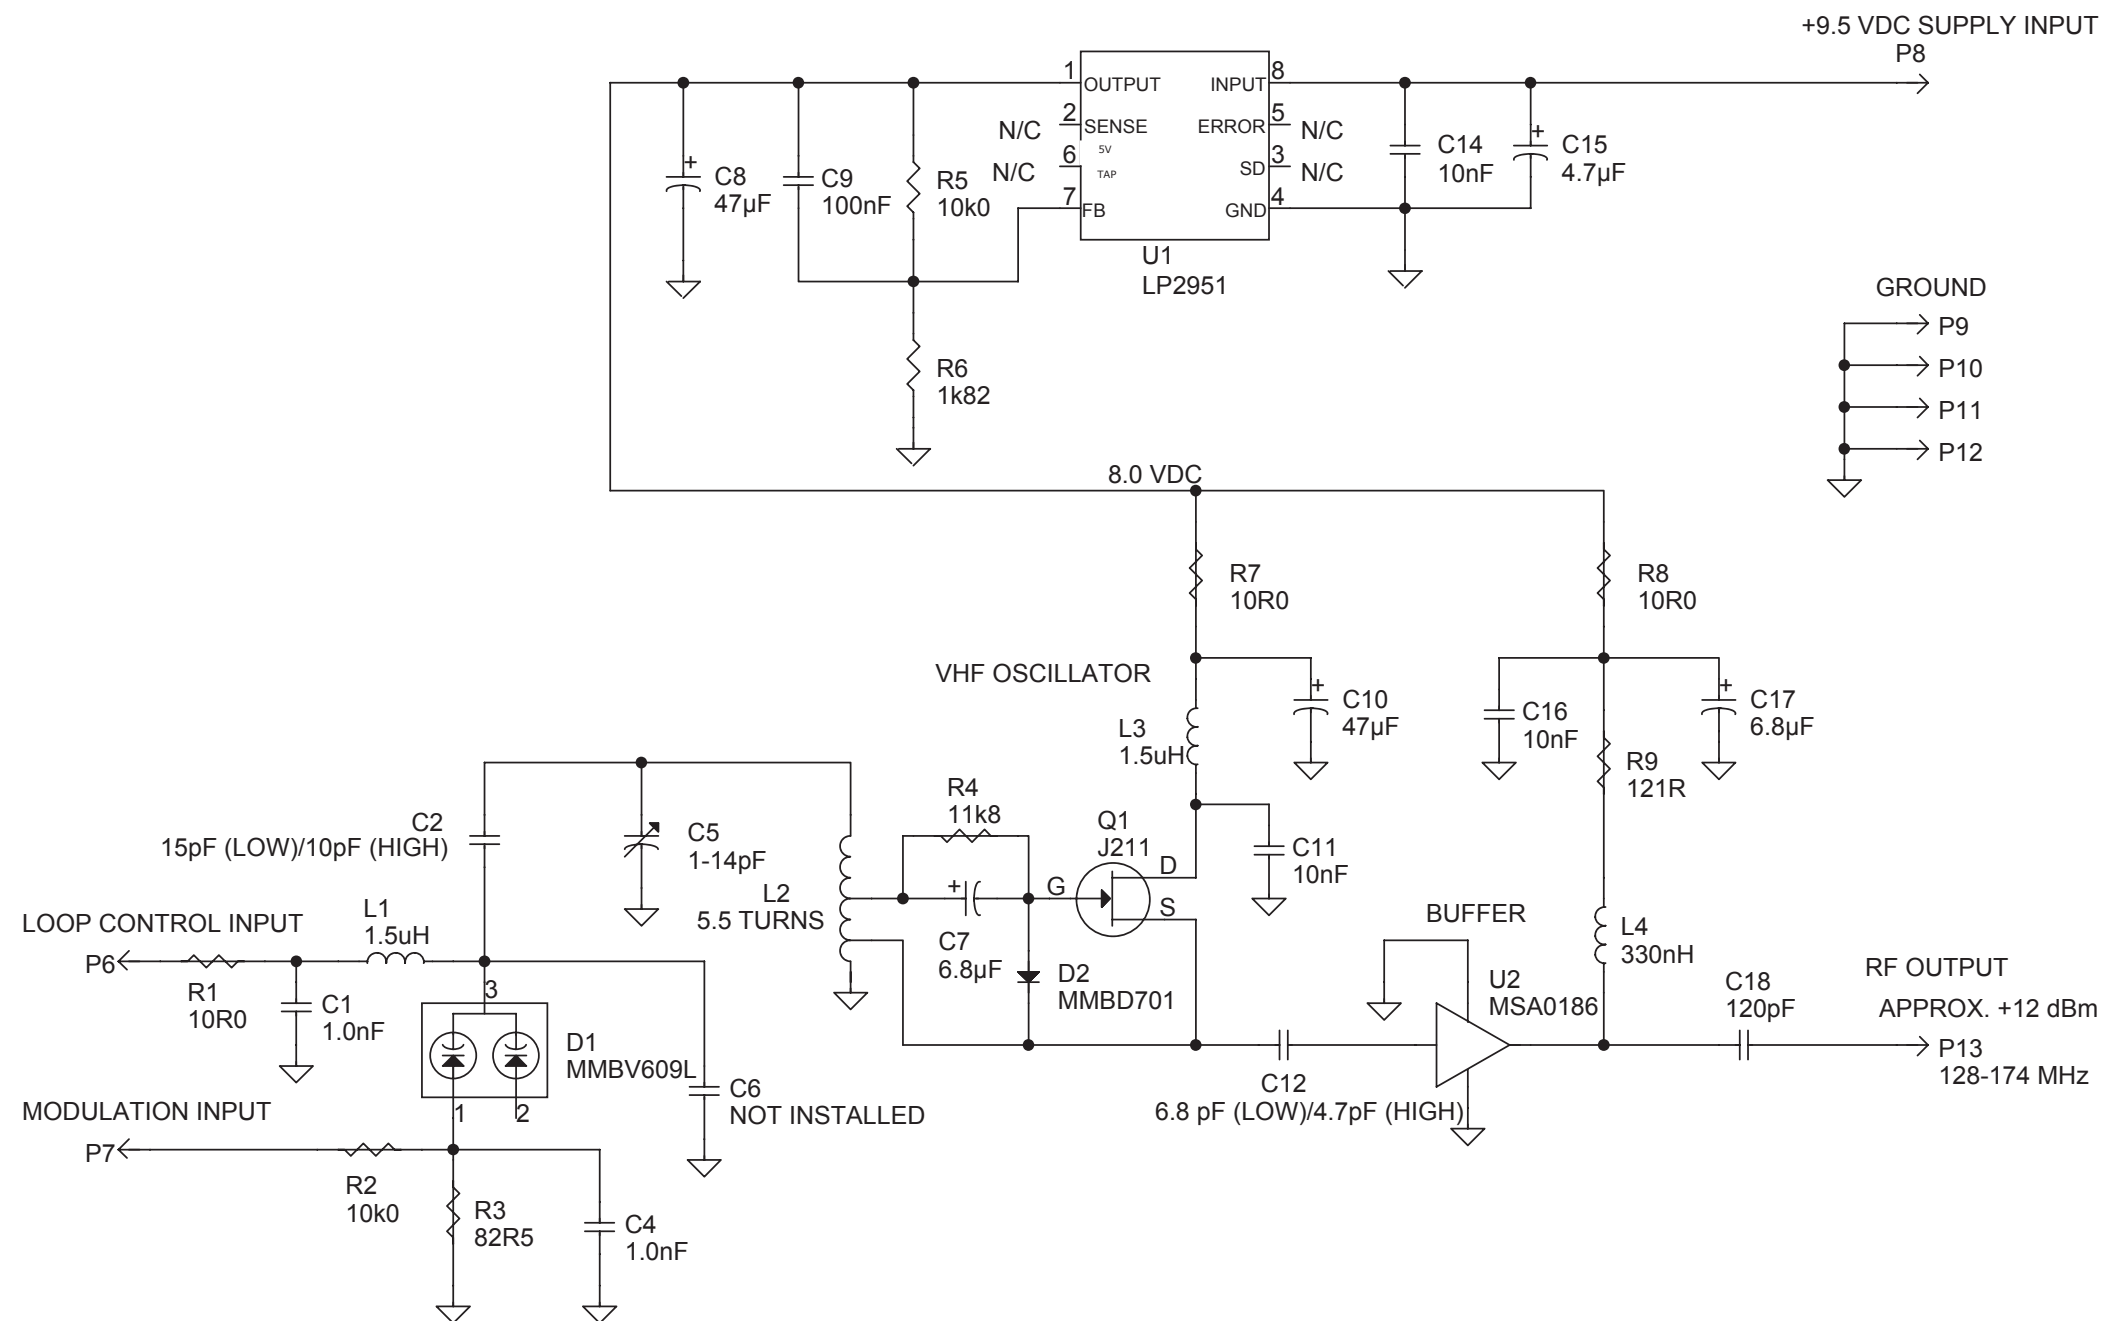 +9.5 VDC SUPPLY INPUT
P8
1
OUTPUT
INPUT
8
2
SENSE
N/C
ERROR
5
N/C
6
5V
TAP
N/C
SD
3
N/C
7
FB
GND
4
U1
LP2951
C8
47µF
C9
100nF
R5
10k0
C14
10nF
C15
4.7µF
+
+
R6
1k82
GROUND
P9
P10
P11
P12
8.0 VDC
R7
10R0
R8
10R0
VHF OSCILLATOR
L3
1.5uH
+
C10
47µF
C16
10nF
+
C17
6.8µF
R9
121R
C2
15pF (LOW)/10pF (HIGH)
C5
1-14pF
L2
5.5 TURNS
R4
11k8
+
C7
6.8µF
G
Q1
J211
D
S
C11
10nF
D2
MMBD701
BUFFER
U2
MSA0186
L4
330nH
C18
120pF
RF OUTPUT
APPROX. +12 dBm
P13
128-174 MHz
C12
6.8 pF (LOW)/4.7pF (HIGH)
LOOP CONTROL INPUT
P6
R1
10R0
L1
1.5uH
C1
1.0nF
3
D1
MMBV609L
1
2
C6
NOT INSTALLED
MODULATION INPUT
P7
R2
10k0
R3
82R5
C4
1.0nF